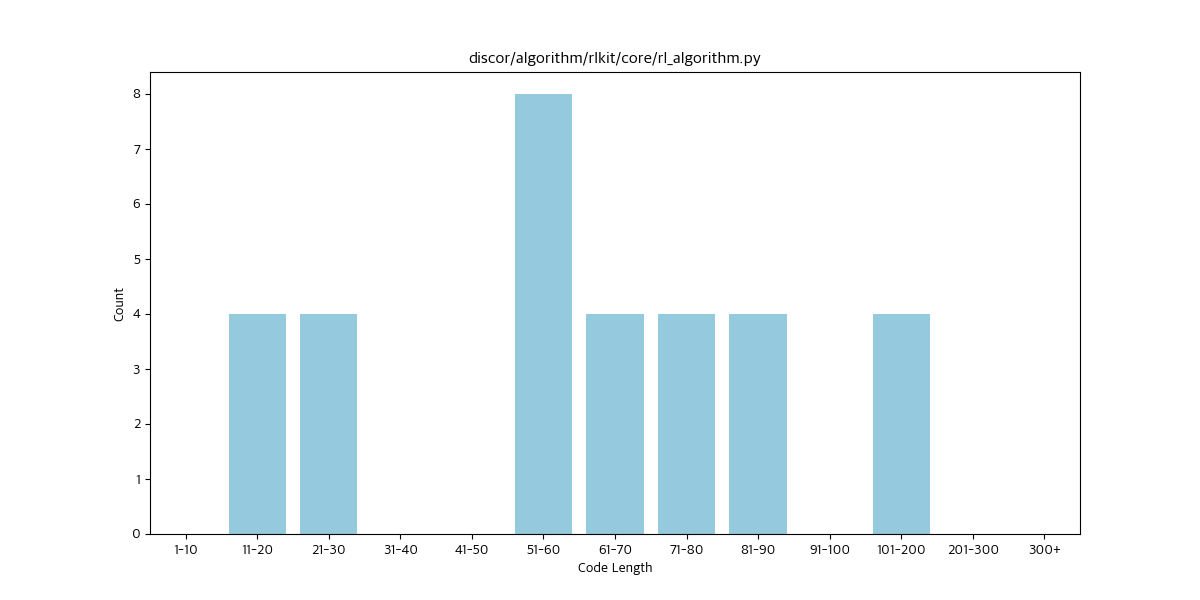 discor/algorithm/rlkit/core/rl_algorithm.py
8
7
6
5
4
3
2
1
0
Count
1-10 11-20 21-30 31-40 41-50 51-60 61-70 71-80 81-90 91-100 101-200 201-300 300+
Code Length